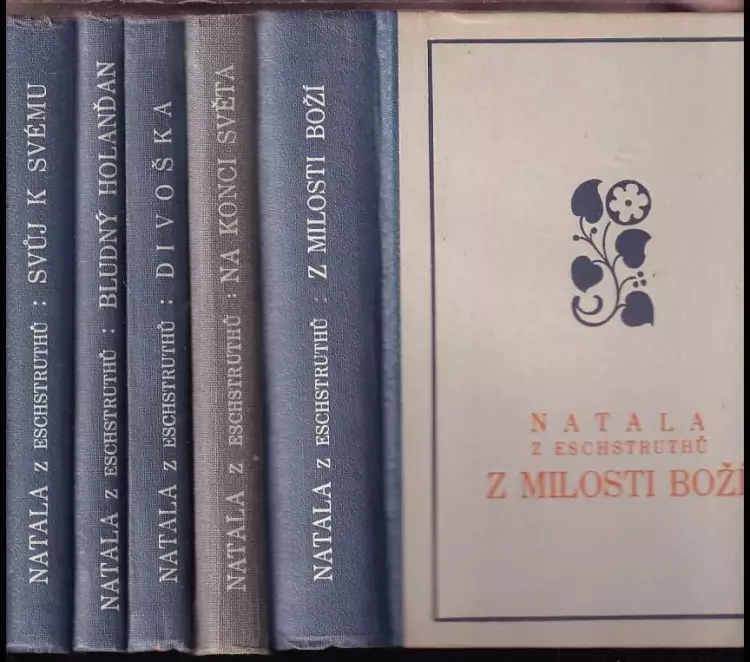 NATALA Z ESCHSTRUTHŮ : SVŮJ K SVÉMU
NATALA Z ESCHSTRUTHŮ : BLUDNÝ HOLANĎAN
NATALA Z ESCHSTRUTHŮ : DIVOŠKA
NATALA Z ESCHSTRUTHŮ : NA KONCI SVĚTA
NATALA Z ESCHSTRUTHŮ : Z MILOSTI BOŽÍ
NATALA
Z ESCHSTRUTHŮ
Z MILOSTI BOŽÍ